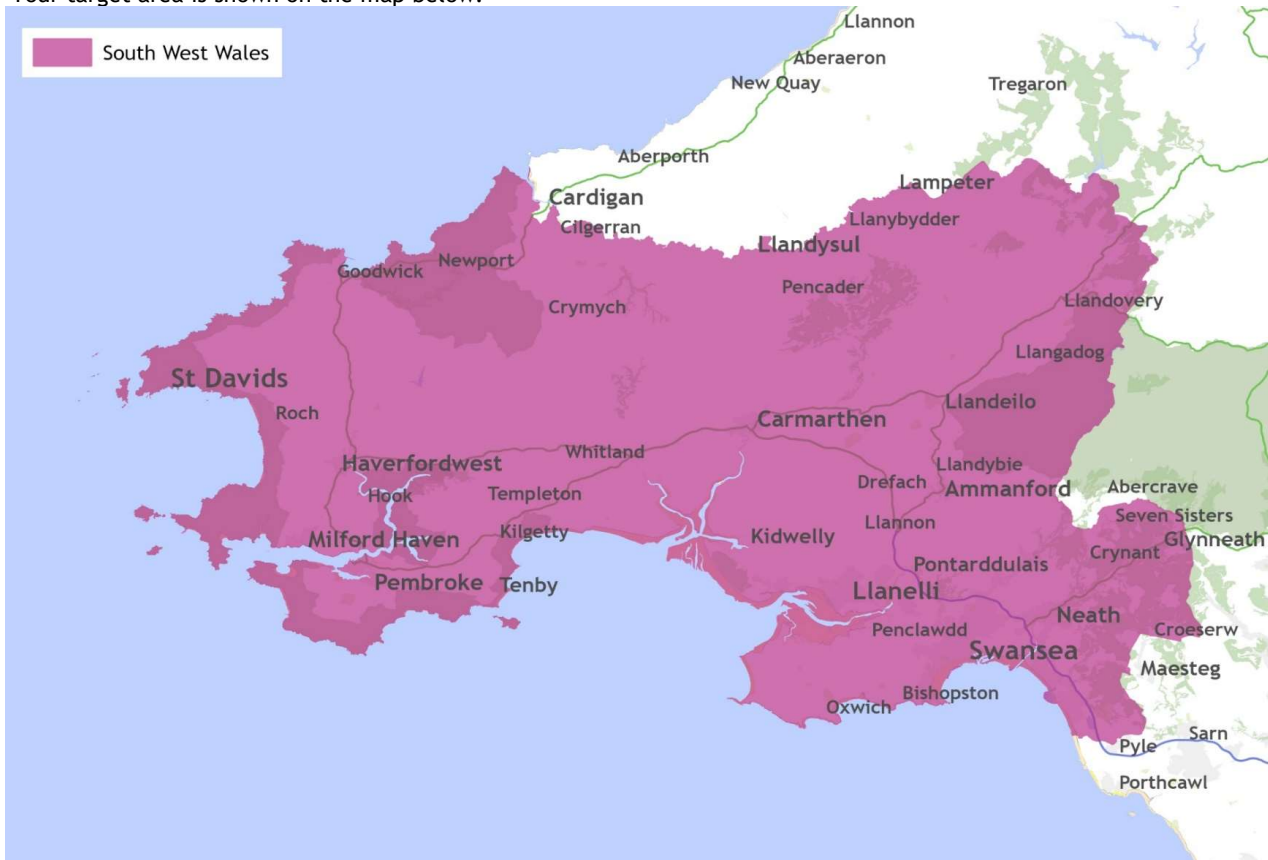 Your target area is shown on the map below.
South West Wales
Llannon
Aberaeron
New Quay
Tregaron
Aberporth
Cardigan
Lampeter
Cilgerran
Llanybydder
Llandysul
Newport
Goodwick
Pencader
Crymych
Llandovery
Llangadog
St Davids
Roch
Llandeilo
Carmarthen
Whitland
Haverfordwest
Llandybie
Hook
Templeton
Drefach
Ammanford
Abercrave
Seven Sisters
Llannon
Kilgetty
Milford Haven
Kidwelly
Glynneath
Crynant
Pontarddulais
Pembroke
Tenby
Llanelli
Neath
Penclawdd
Croeserw
Swansea
Maesteg
Bishopston
Oxwich
Sarn
Pyle
Porthcawl